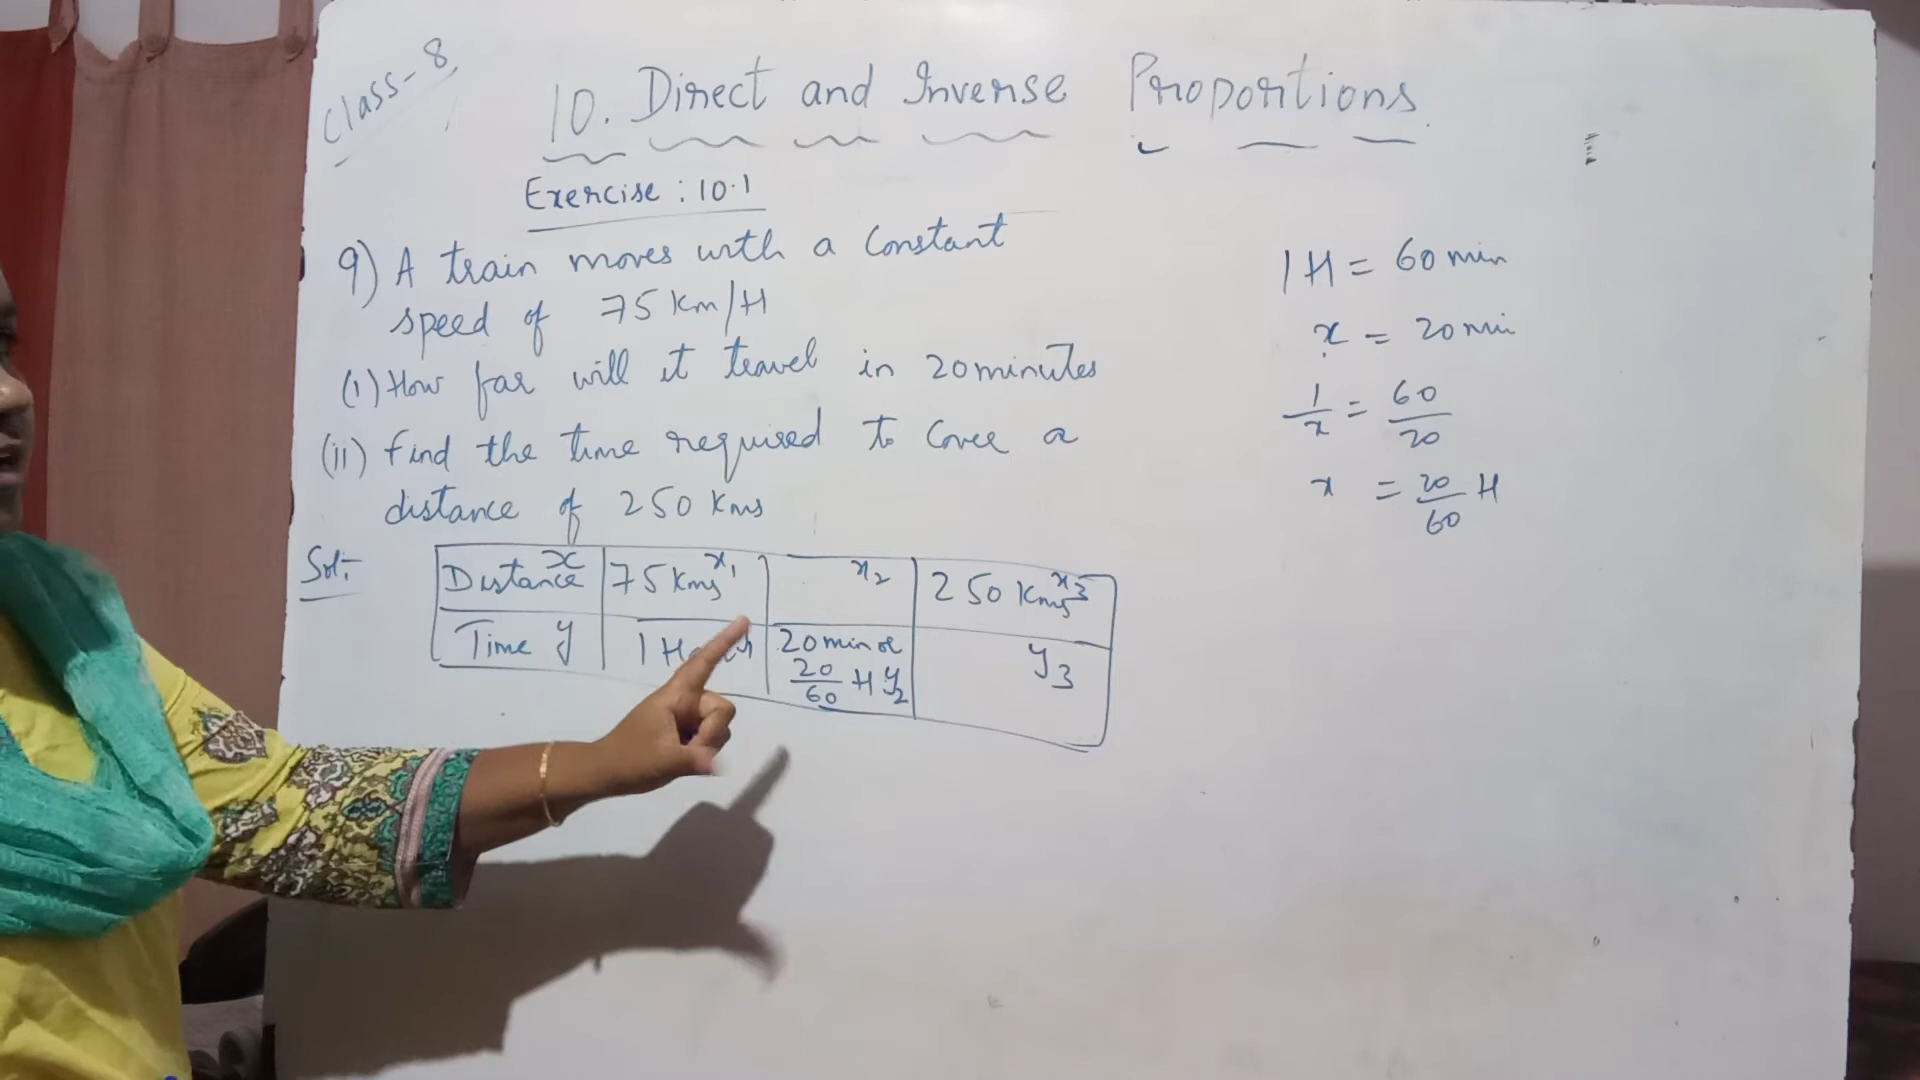 Class-8
10. Direct and Inverse Proportions
Exercise : 10.1
9) A train moves with a Constant
speed of 75 Km/H
(i) How far will it travel in 20minutes
(ii) Find the time required to Cover a
distance of 250 Kms
Sol:-
Distance x 75 Kms x1 x2 250 Kms x3
Time y 1 20 min or 20/60 H y2 y3
1 H = 60 min
x = 20 min
1/x = 60/20
x = 20/60 H